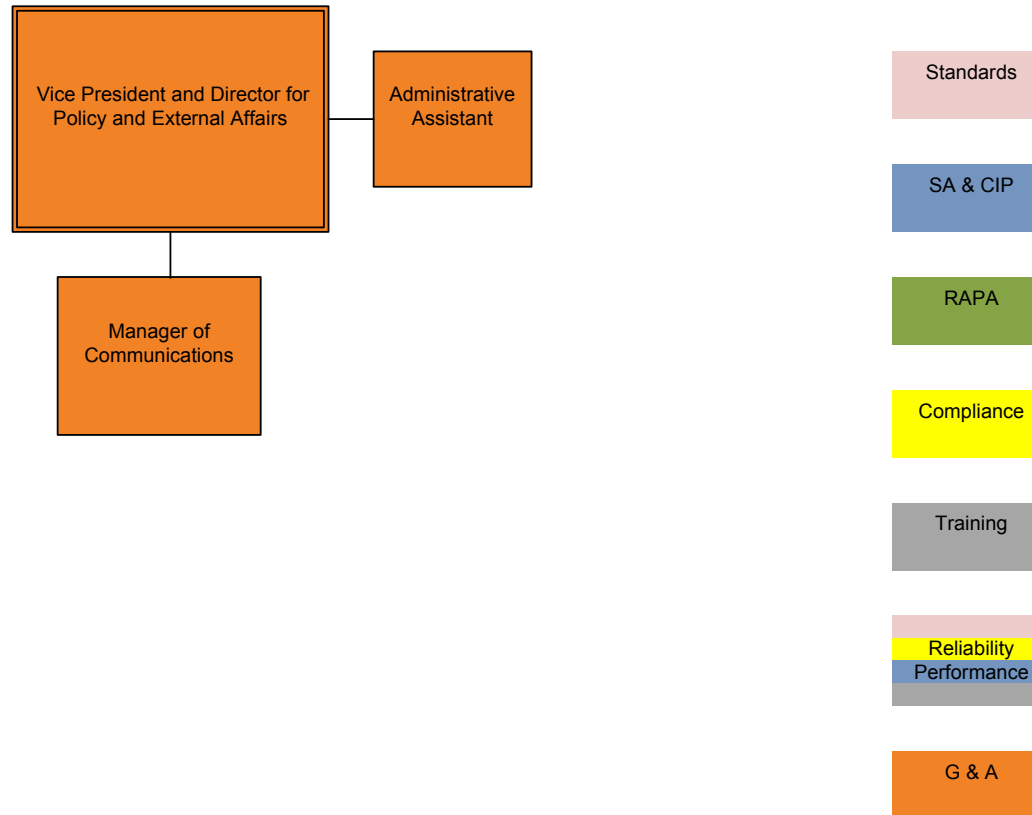 Vice President and Director for
Policy and External Affairs
Administrative
Assistant
Manager of
Communications
Standards
SA & CIP
RAPA
Compliance
Training
Reliability
Performance
G & A